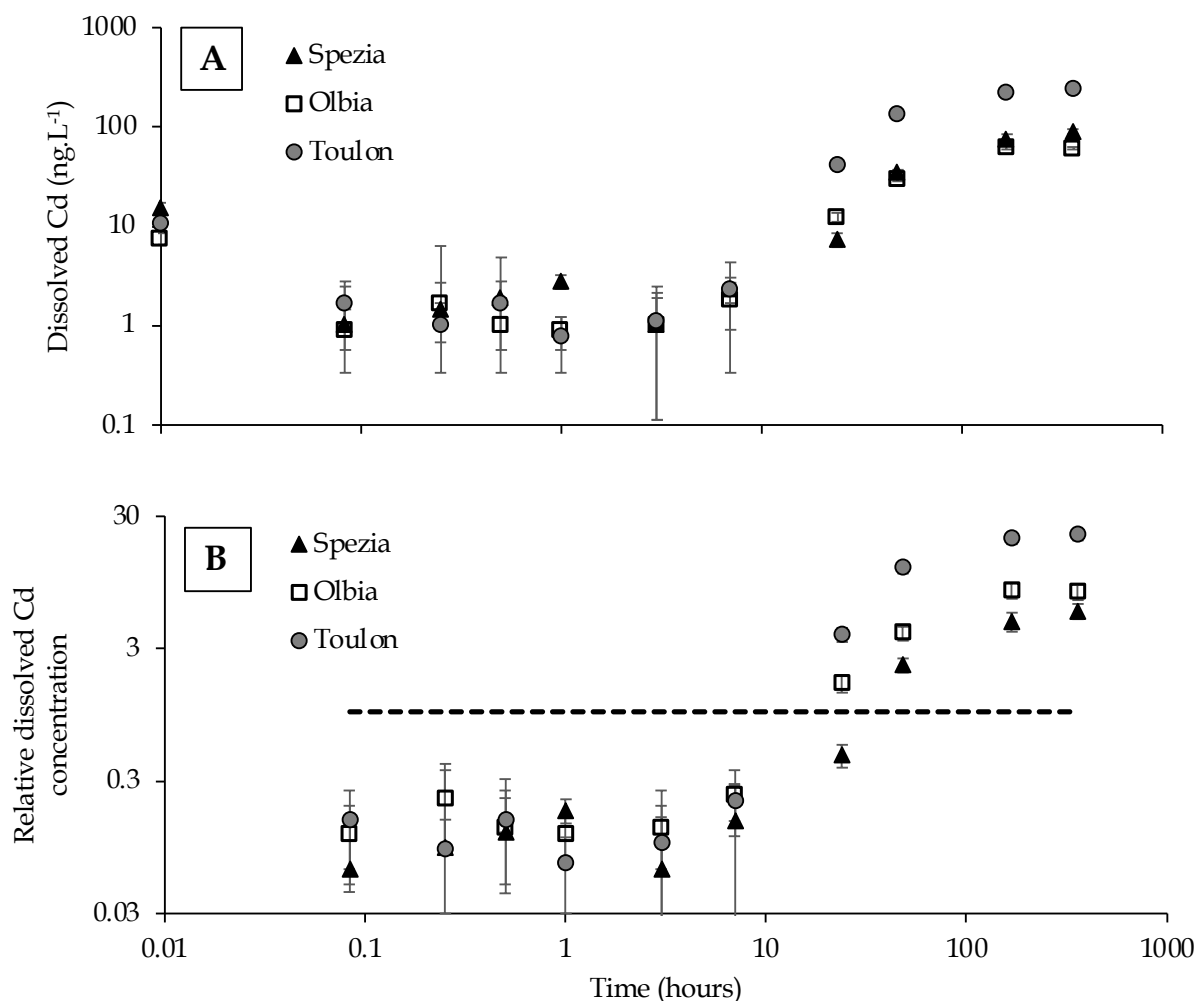 1000
A
Spezia
Olbia
Toulon
100
10
1
0.1
Dissolved Cd (ng.L⁻¹)
30
B
Spezia
Olbia
Toulon
3
0.3
0.03
Relative dissolved Cd
concentration
0.01 0.1 1 10 100 1000
Time (hours)